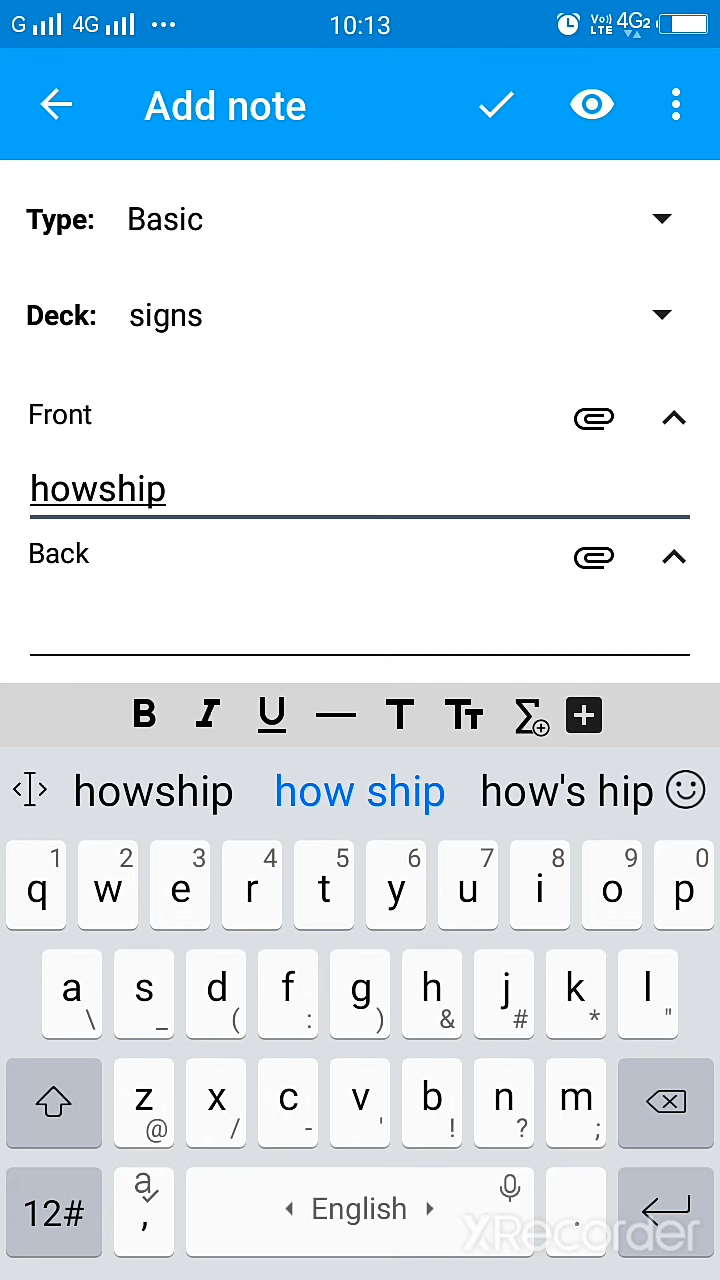 G 4G 10:13 Vo)) LTE 4G2
Add note
Type: Basic
Deck: signs
Front
howship
Back
B I U T TT Σ
howship how ship how's hip
1 2 3 4 5 6 7 8 9 0
q w e r t y u i o p
a s d f g h j k l
\ _ ( : ) & # * "
z x c v b n m
@ / - ' ! ? ;
12# a , English .
XRecorder